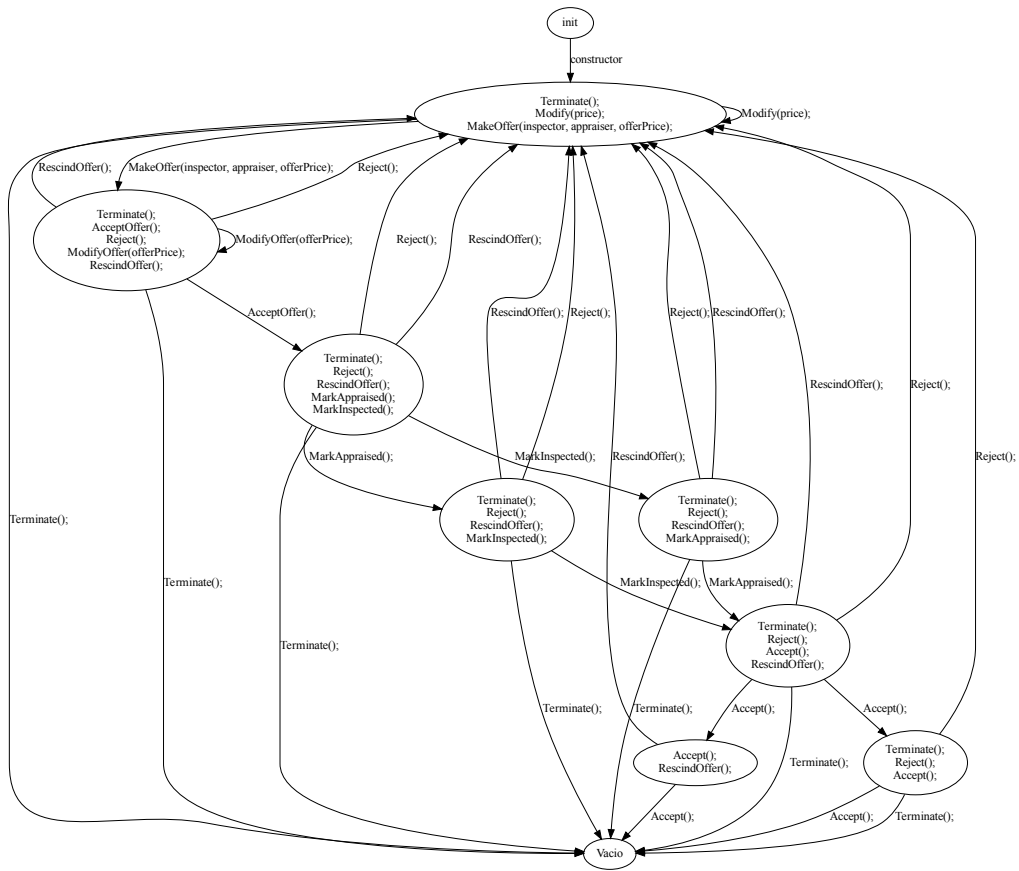 init
constructor
Terminate();
Modify(price);
MakeOffer(inspector, appraiser, offerPrice);
Modify(price);
RescindOffer();
MakeOffer(inspector, appraiser, offerPrice);
Reject();
Terminate();
AcceptOffer();
Reject();
ModifyOffer(offerPrice);
RescindOffer();
ModifyOffer(offerPrice);
Reject();
RescindOffer();
AcceptOffer();
RescindOffer();
Reject();
Reject();
RescindOffer();
Terminate();
Reject();
RescindOffer();
MarkAppraised();
MarkInspected();
RescindOffer();
Reject();
MarkAppraised();
MarkInspected();
RescindOffer();
Reject();
Terminate();
Reject();
RescindOffer();
MarkInspected();
Terminate();
Reject();
RescindOffer();
MarkAppraised();
Terminate();
Terminate();
MarkInspected();
MarkAppraised();
Terminate();
Reject();
Accept();
RescindOffer();
Terminate();
Terminate();
Terminate();
Accept();
Accept();
Accept();
RescindOffer();
Terminate();
Terminate();
Reject();
Accept();
Accept();
Accept();
Terminate();
Vacio